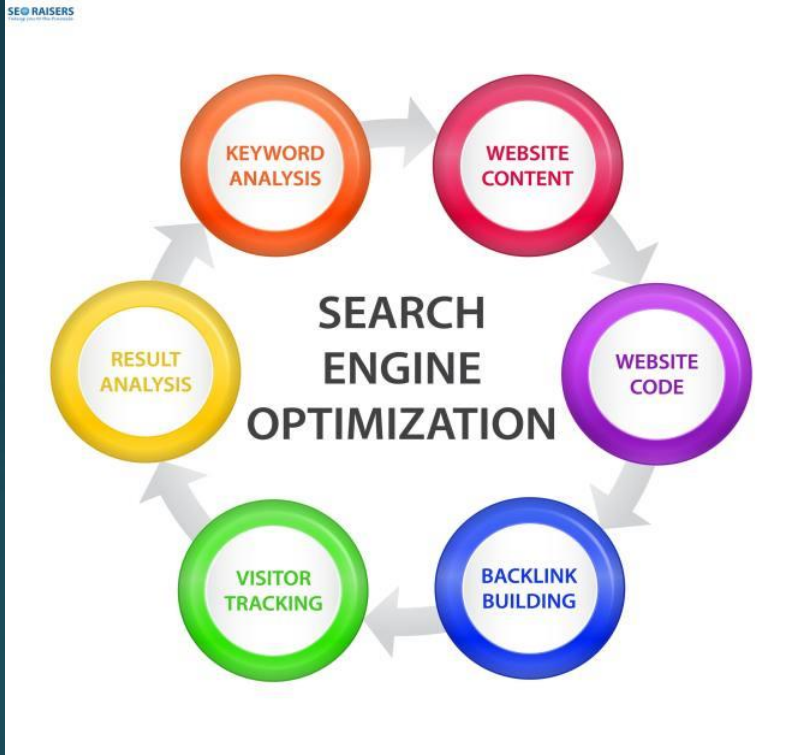 SEO RAISERS
KEYWORD
ANALYSIS
WEBSITE
CONTENT
SEARCH
ENGINE
OPTIMIZATION
WEBSITE
CODE
BACKLINK
BUILDING
VISITOR
TRACKING
RESULT
ANALYSIS